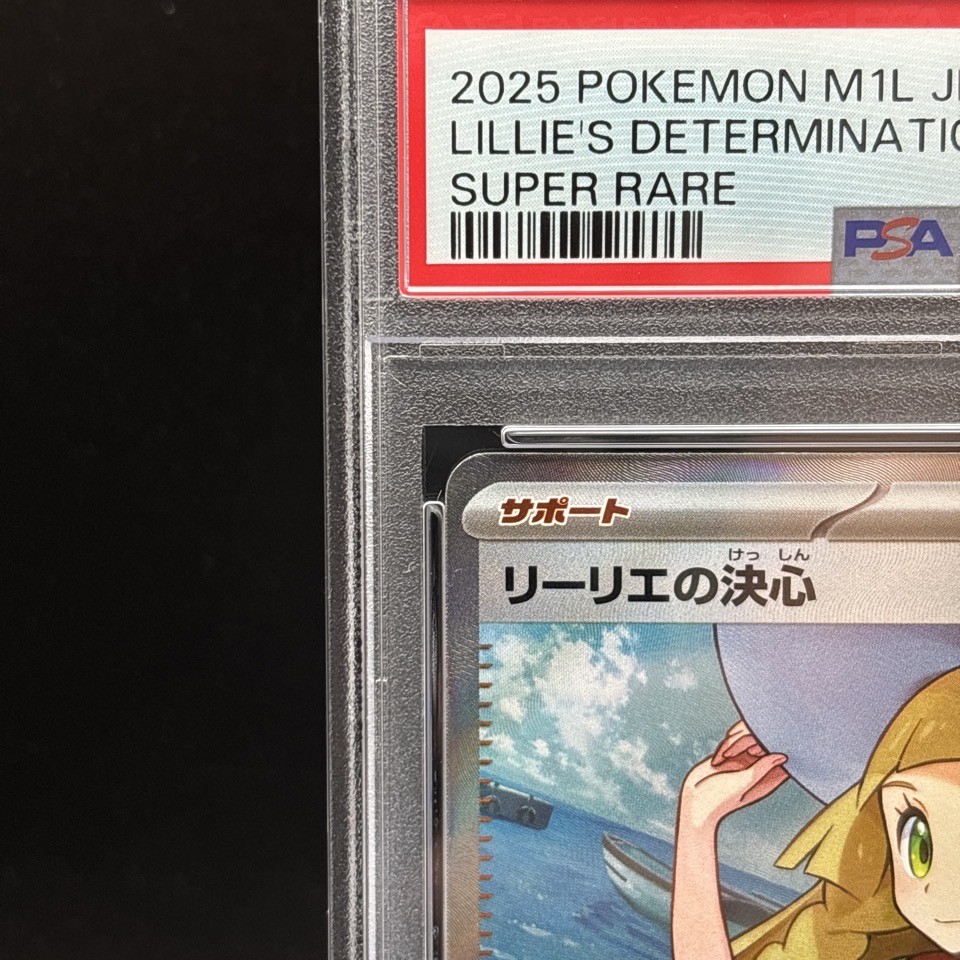 2025 POKEMON M1L J
LILLIE'S DETERMINATIO
SUPER RARE
PSA
サポート
けっ しん
リーリエの決心